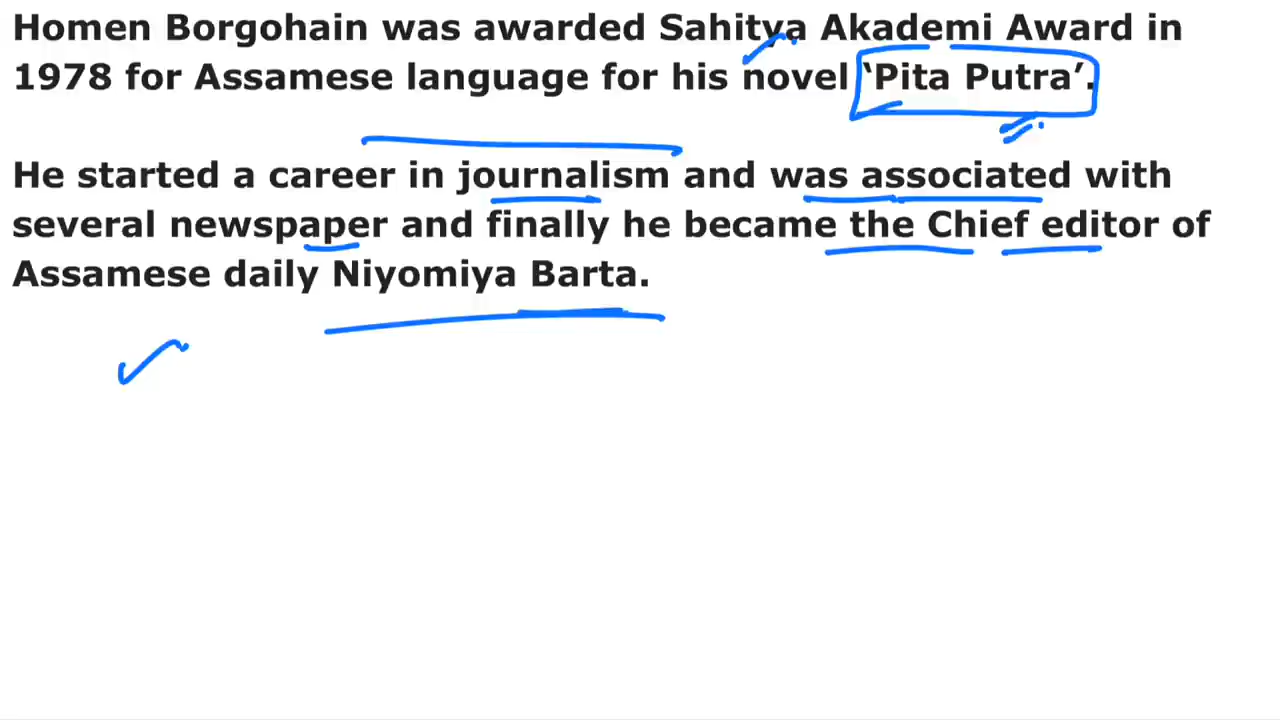 Homen Borgohain was awarded Sahitya Akademi Award in
1978 for Assamese language for his novel ‘Pita Putra’.
He started a career in journalism and was associated with
several newspaper and finally he became the Chief editor of
Assamese daily Niyomiya Barta.